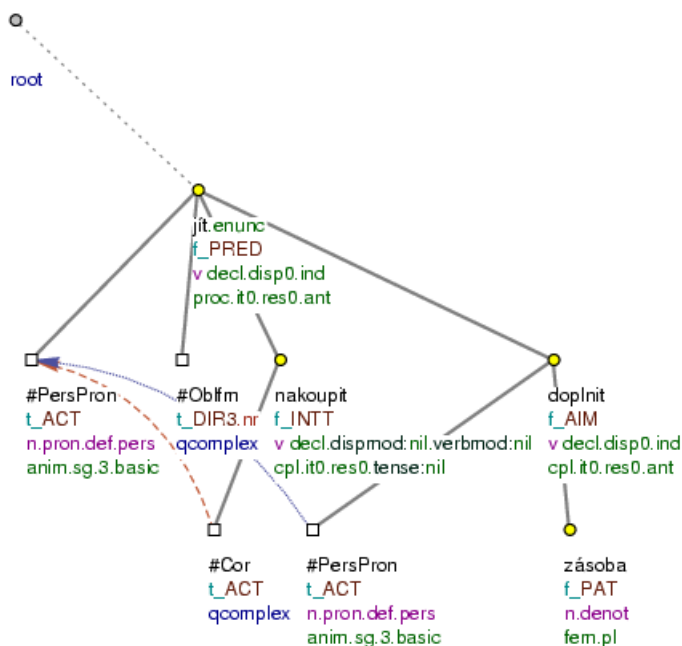 root
jít.enunc
f_PRED
v decl.disp0.ind
proc.it0.res0.ant
#PersPron
t_ACT
n.pron.def.pers
anim.sg.3.basic
#Oblfm
t_DIR3.nr
qcomplex
nakoupit
f_INTT
v decl.dispmod:nil.verbmod:nil
cpl.it0.res0.tense:nil
doplnit
f_AIM
v decl.disp0.ind
cpl.it0.res0.ant
#Cor
t_ACT
qcomplex
#PersPron
t_ACT
n.pron.def.pers
anim.sg.3.basic
zásoba
f_PAT
n.denot
fem.pl